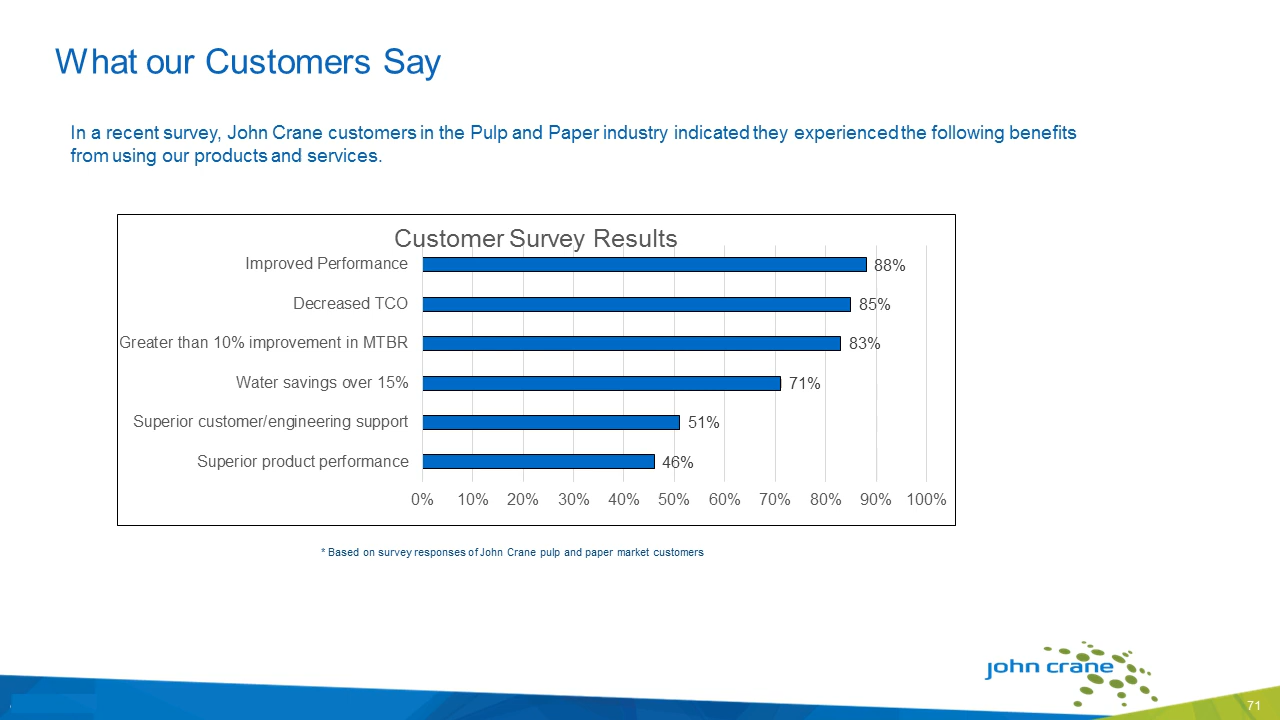 What our Customers Say
In a recent survey, John Crane customers in the Pulp and Paper industry indicated they experienced the following benefits
from using our products and services.
Customer Survey Results
Improved Performance 88%
Decreased TCO 85%
Greater than 10% improvement in MTBR 83%
Water savings over 15% 71%
Superior customer/engineering support 51%
Superior product performance 46%
0% 10% 20% 30% 40% 50% 60% 70% 80% 90% 100%
* Based on survey responses of John Crane pulp and paper market customers
john crane
71